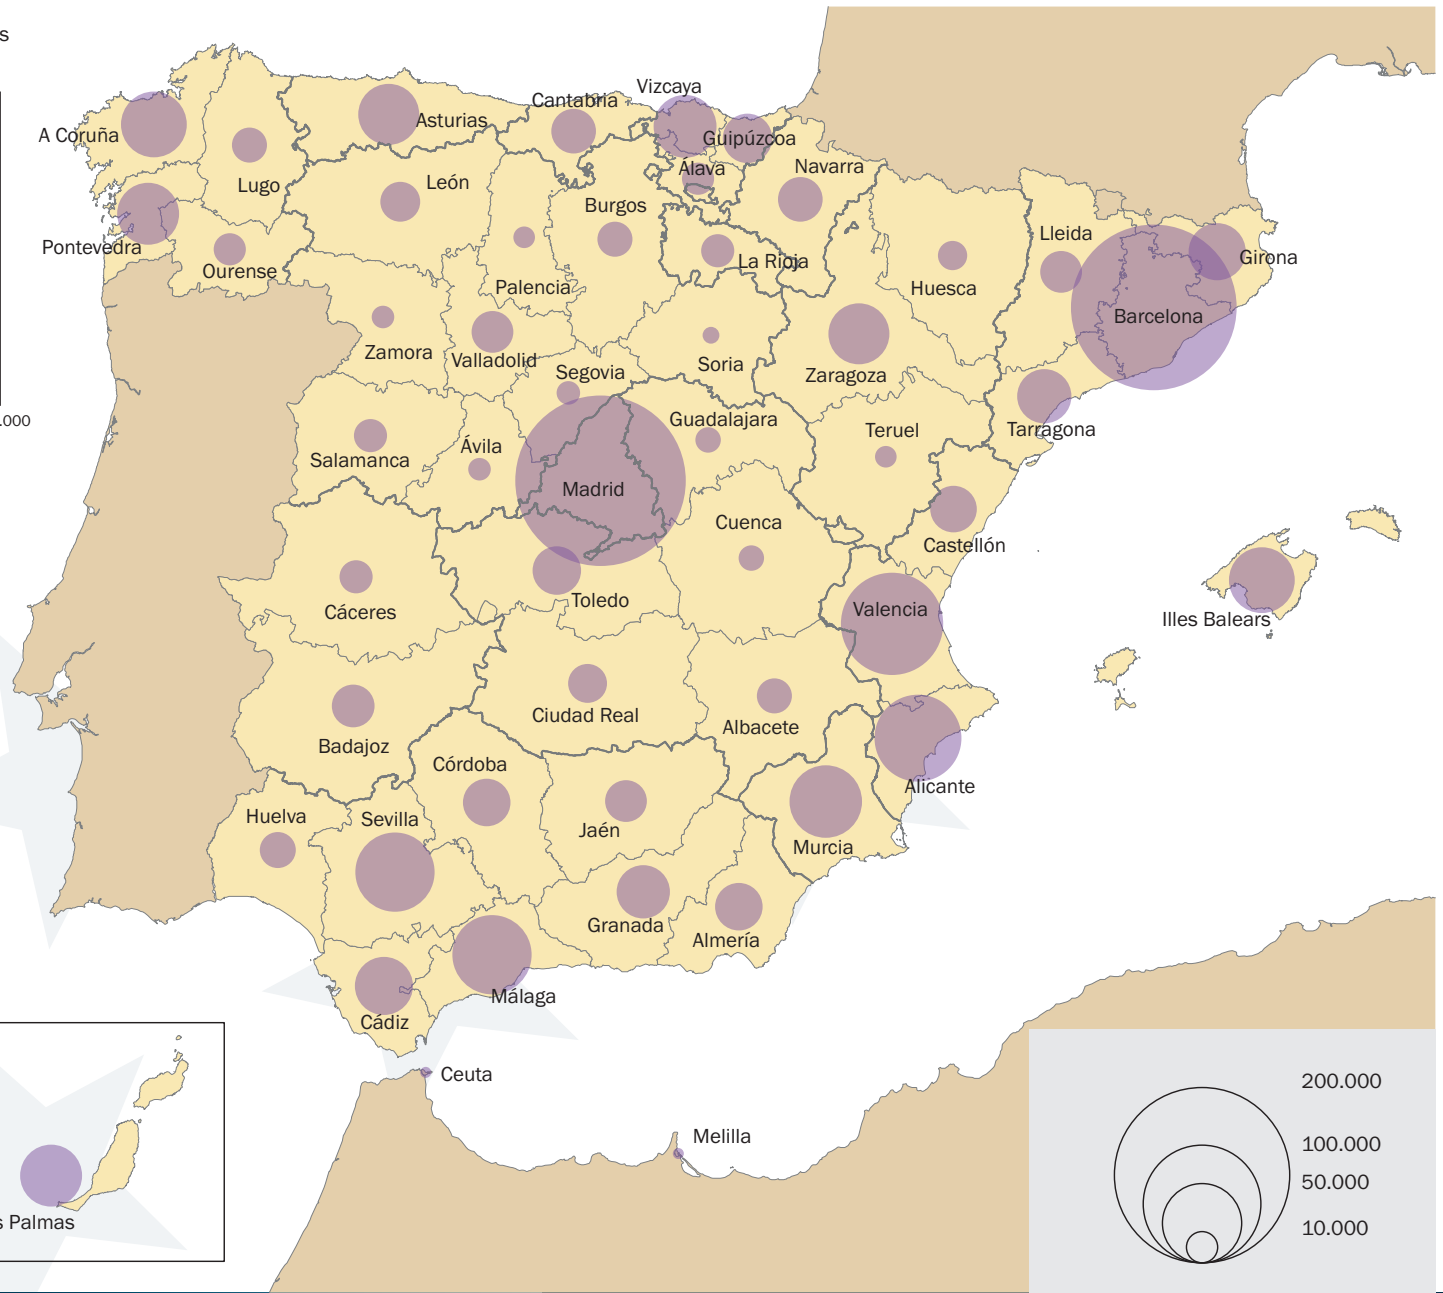 s
.000
Vizcaya
Cantabria
A Coruña
Asturias
Guipúzcoa
Álava
Navarra
Lugo
León
Burgos
Lleida
Pontevedra
Ourense
La Rioja
Girona
Palencia
Huesca
Barcelona
Zamora
Valladolid
Soria
Segovia
Zaragoza
Guadalajara
Teruel
Tarragona
Salamanca
Ávila
Madrid
Cuenca
Castellón
Cáceres
Toledo
Valencia
Illes Balears
Ciudad Real
Albacete
Badajoz
Córdoba
Alicante
Huelva
Sevilla
Jaén
Murcia
Granada
Almería
Málaga
Cádiz
Ceuta
Melilla
s Palmas
200.000
100.000
50.000
10.000